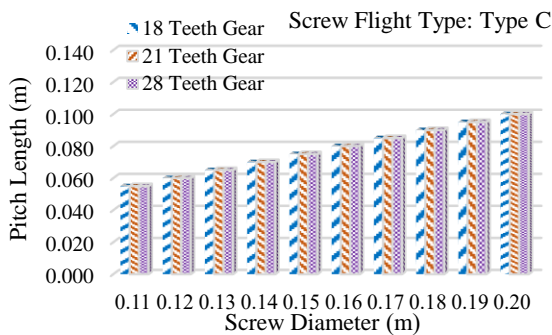 Screw Flight Type: Type C
18 Teeth Gear
21 Teeth Gear
28 Teeth Gear
Pitch Length (m)
0.140
0.120
0.100
0.080
0.060
0.040
0.020
0.000
0.11 0.12 0.13 0.14 0.15 0.16 0.17 0.18 0.19 0.20
Screw Diameter (m)